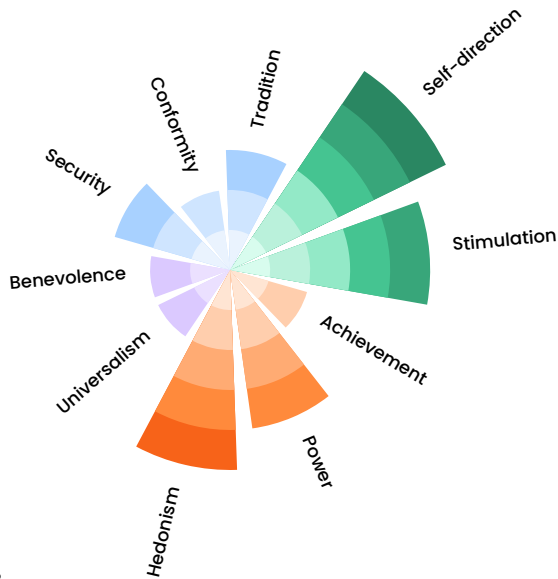 Self-direction
Tradition
Conformity
Security
Stimulation
Benevolence
Achievement
Universalism
Power
Hedonism